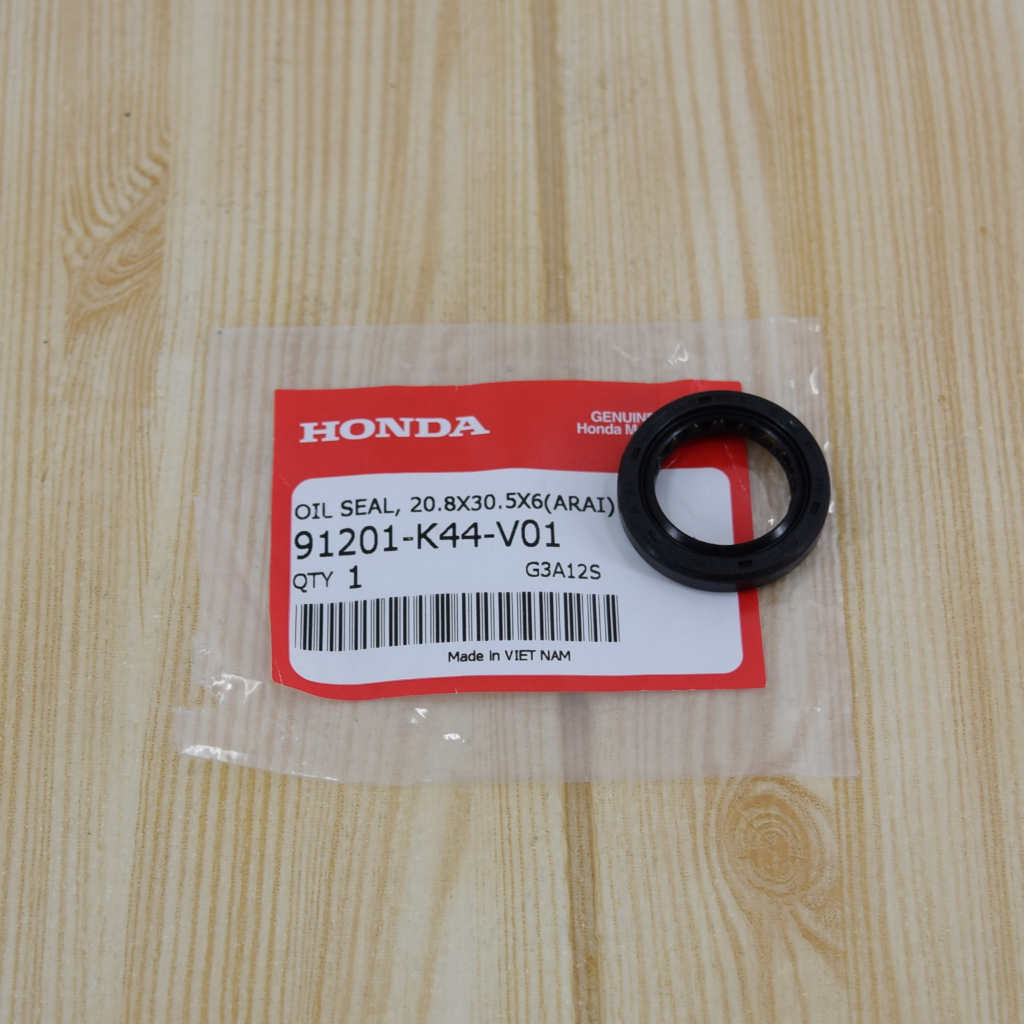 HONDA
GENUINE
Honda
OIL SEAL, 20.8X30.5X6(ARAI)
91201-K44-V01
QTY 1
G3A12S
Made in VIET NAM